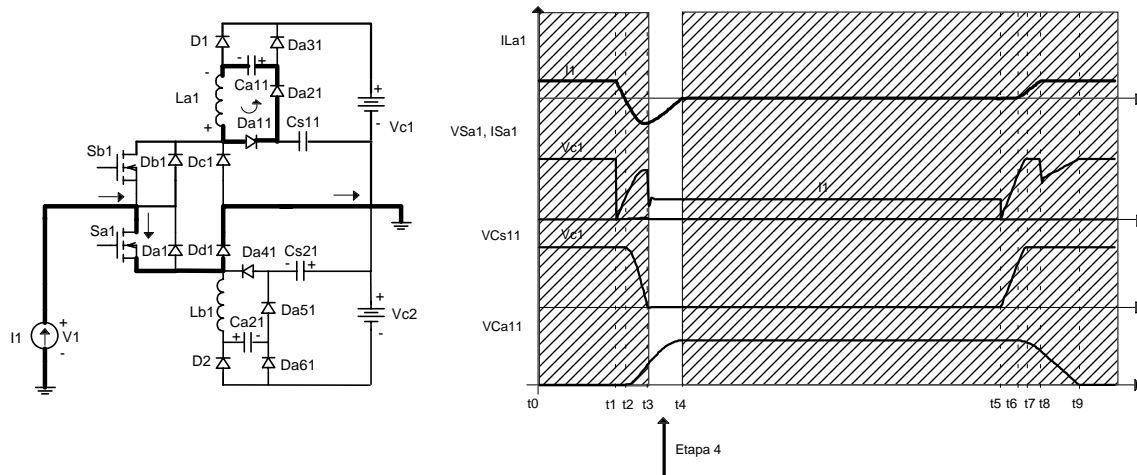 D1
Da31
-
+
-
Ca11
La1
Da21
+
Da11
Cs11
+
-
Vc1
Sb1
Db1
Dc1
Sa1
Da1
Dd1
Da41
Cs21
-
+
Lb1
Da51
Ca21
+
-
+
-
Vc2
D2
Da61
I1
+
V1
-
ILa1
I1
VSa1, ISa1
Vc1
I1
VCs11
Vc1
VCa11
t0
t1
t2
t3
t4
t5
t6
t7
t8
t9
Etapa 4